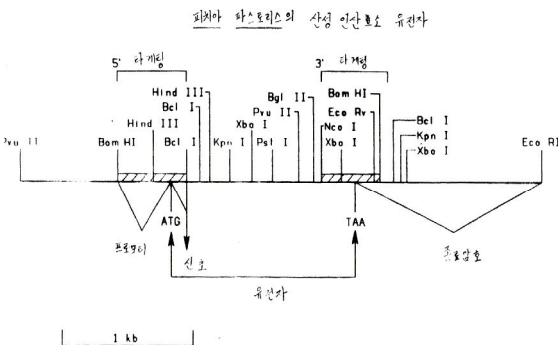 피치아 파스토리스의 산성 인산효소 유전자
5' 타게팅
3' 타게팅
Hind III
Bcl I
Hind III
Bam HI
Bcl I
Kpn I
Xba I
Pst I
Bgl II
Pvu II
Bam HI
Eco Rv
Nco I
Xba I
Bcl I
Kpn I
Xba I
Eco RI
Pvu II
ATG
TAA
프로모터
신호
종료암호
유전자
1 kb